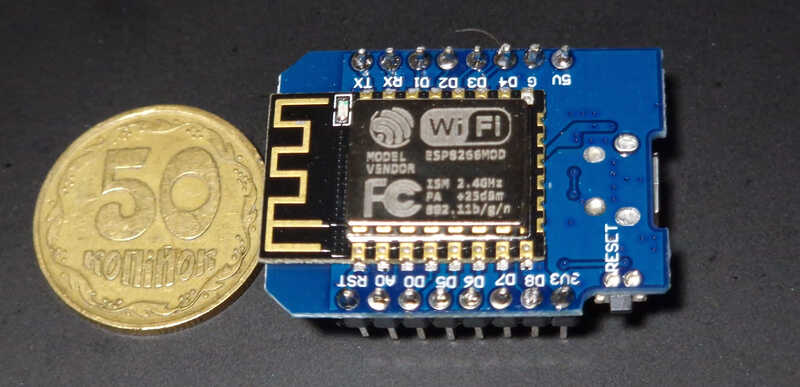 50
КОПІЙОК
TX RX D1 D2 D3 D4 G 5V
WiFi
MODEL
VENDOR
ESP8266MOD
FC
ISM 2.4GHz
PA +25dBm
802.11b/g/n
RST A0 D0 D5 D6 D7 D8 3V3
RESET